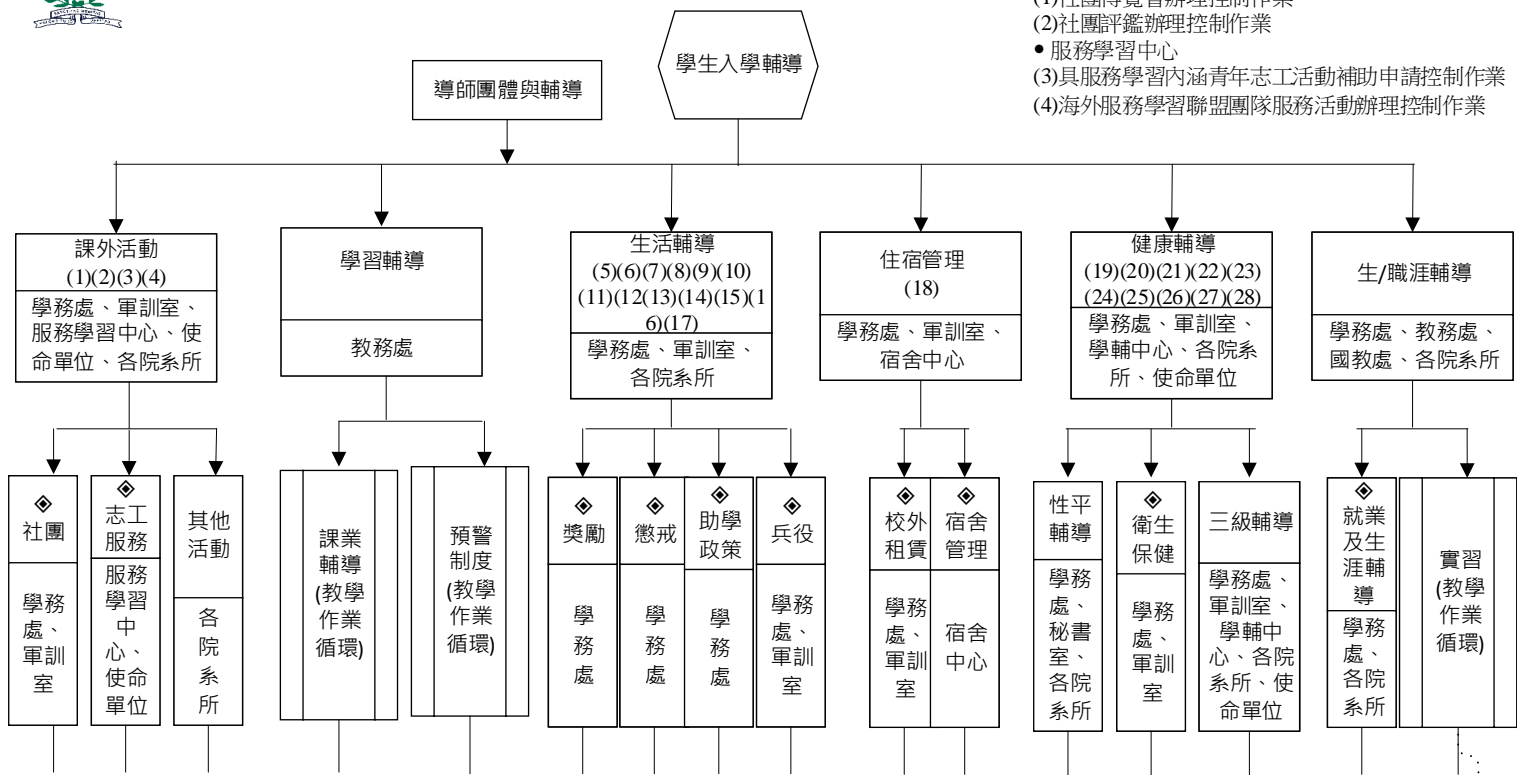 (1)社團博覽會辦理控制作業
(2)社團評鑑辦理控制作業
• 服務學習中心
(3)具服務學習內涵青年志工活動補助申請控制作業
(4)海外服務學習聯盟團隊服務活動辦理控制作業
學生入學輔導
導師團體與輔導
課外活動
(1)(2)(3)(4)
學務處、軍訓室、
服務學習中心、使
命單位、各院系所
學習輔導
教務處
生活輔導
(5)(6)(7)(8)(9)(10)
(11)(12(13)(14)(15)(1
6)(17)
學務處、軍訓室、
各院系所
住宿管理
(18)
學務處、軍訓室、
宿舍中心
健康輔導
(19)(20)(21)(22)(23)
(24)(25)(26)(27)(28)
學務處、軍訓室、
學輔中心、各院系
所、使命單位
生/職涯輔導
學務處、教務處、
國教處、各院系所
◈
社團
學務
處、
軍訓
室
◈
志工
服務
服務
學習
中
心、
使命
單位
其他
活動
各
院
系
所
課業
輔導
(教學
作業
循環)
預警
制度
(教學
作業
循環)
◈
獎勵
學
務
處
◈
懲戒
學
務
處
◈
助學
政策
學
務
處
◈
兵役
學務
處、
軍訓
室
◈
校外
租賃
學務
處、
軍訓
室
◈
宿舍
管理
宿舍
中心
性平
輔導
學務
處、
秘書
室、
各院
系所
◈
衛生
保健
學務
處、
軍訓
室
三級輔導
學務處、
軍訓室、
學輔中
心、各院
系所、使
命單位
◈
就業
及生
涯輔
導
學務
處、
各院
系所
實習
(教學
作業
循環)